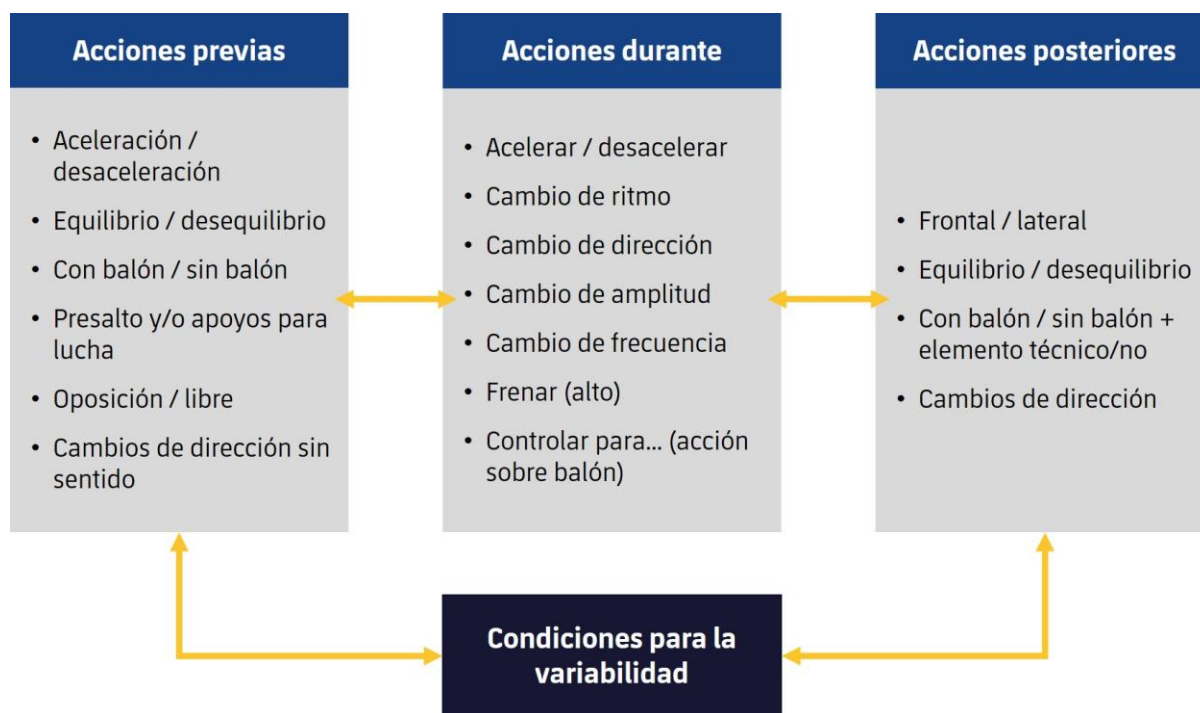 Acciones previas
• Aceleración /
desaceleración
• Equilibrio / desequilibrio
• Con balón / sin balón
• Presalto y/o apoyos para
lucha
• Oposición / libre
• Cambios de dirección sin
sentido
Acciones durante
• Acelerar / desacelerar
• Cambio de ritmo
• Cambio de dirección
• Cambio de amplitud
• Cambio de frecuencia
• Frenar (alto)
• Controlar para... (acción
sobre balón)
Acciones posteriores
• Frontal / lateral
• Equilibrio / desequilibrio
• Con balón / sin balón +
elemento técnico/no
• Cambios de dirección
Condiciones para la
variabilidad